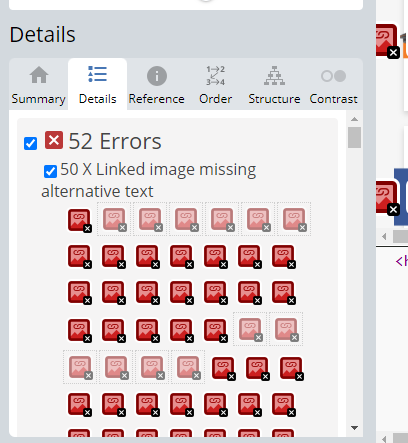 Details
Summary Details Reference Order Structure Contrast
52 Errors
50 X Linked image missing
alternative text